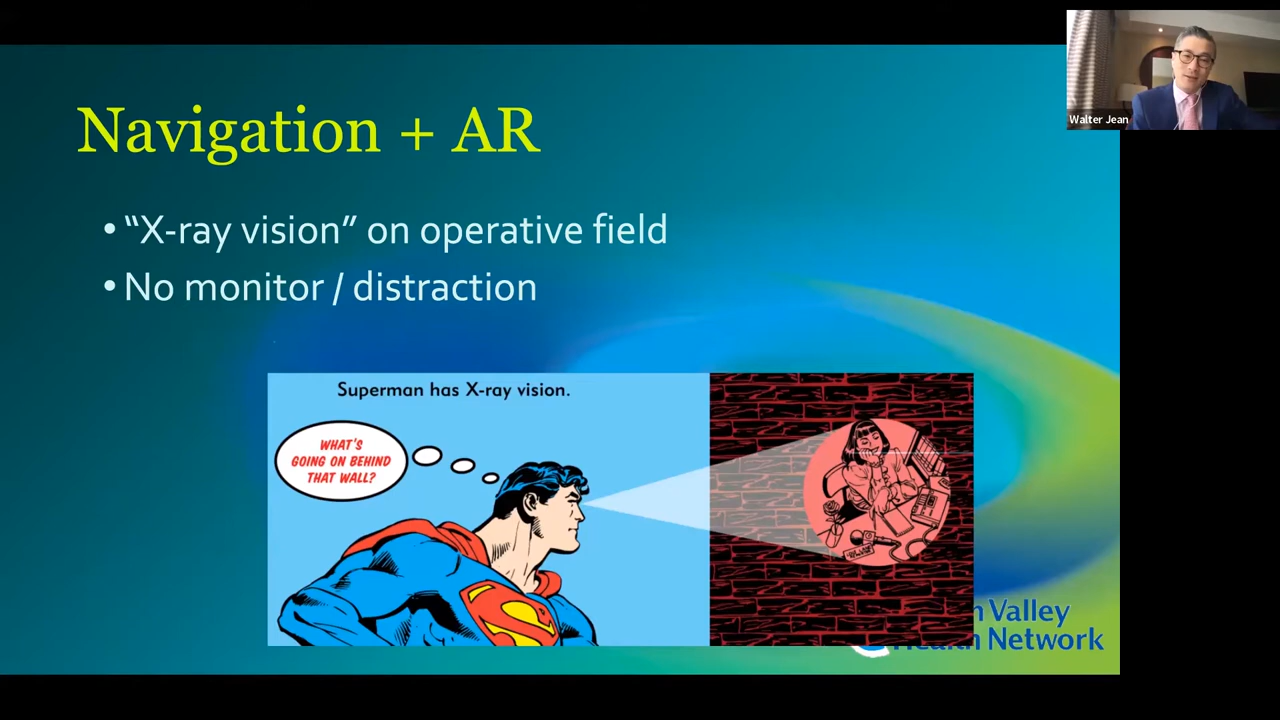 Navigation + AR
• “X-ray vision” on operative field
• No monitor / distraction
Superman has X-ray vision.
WHAT'S
GOING ON BEHIND
THAT WALL?
Valley
Health Network
Walter Jean